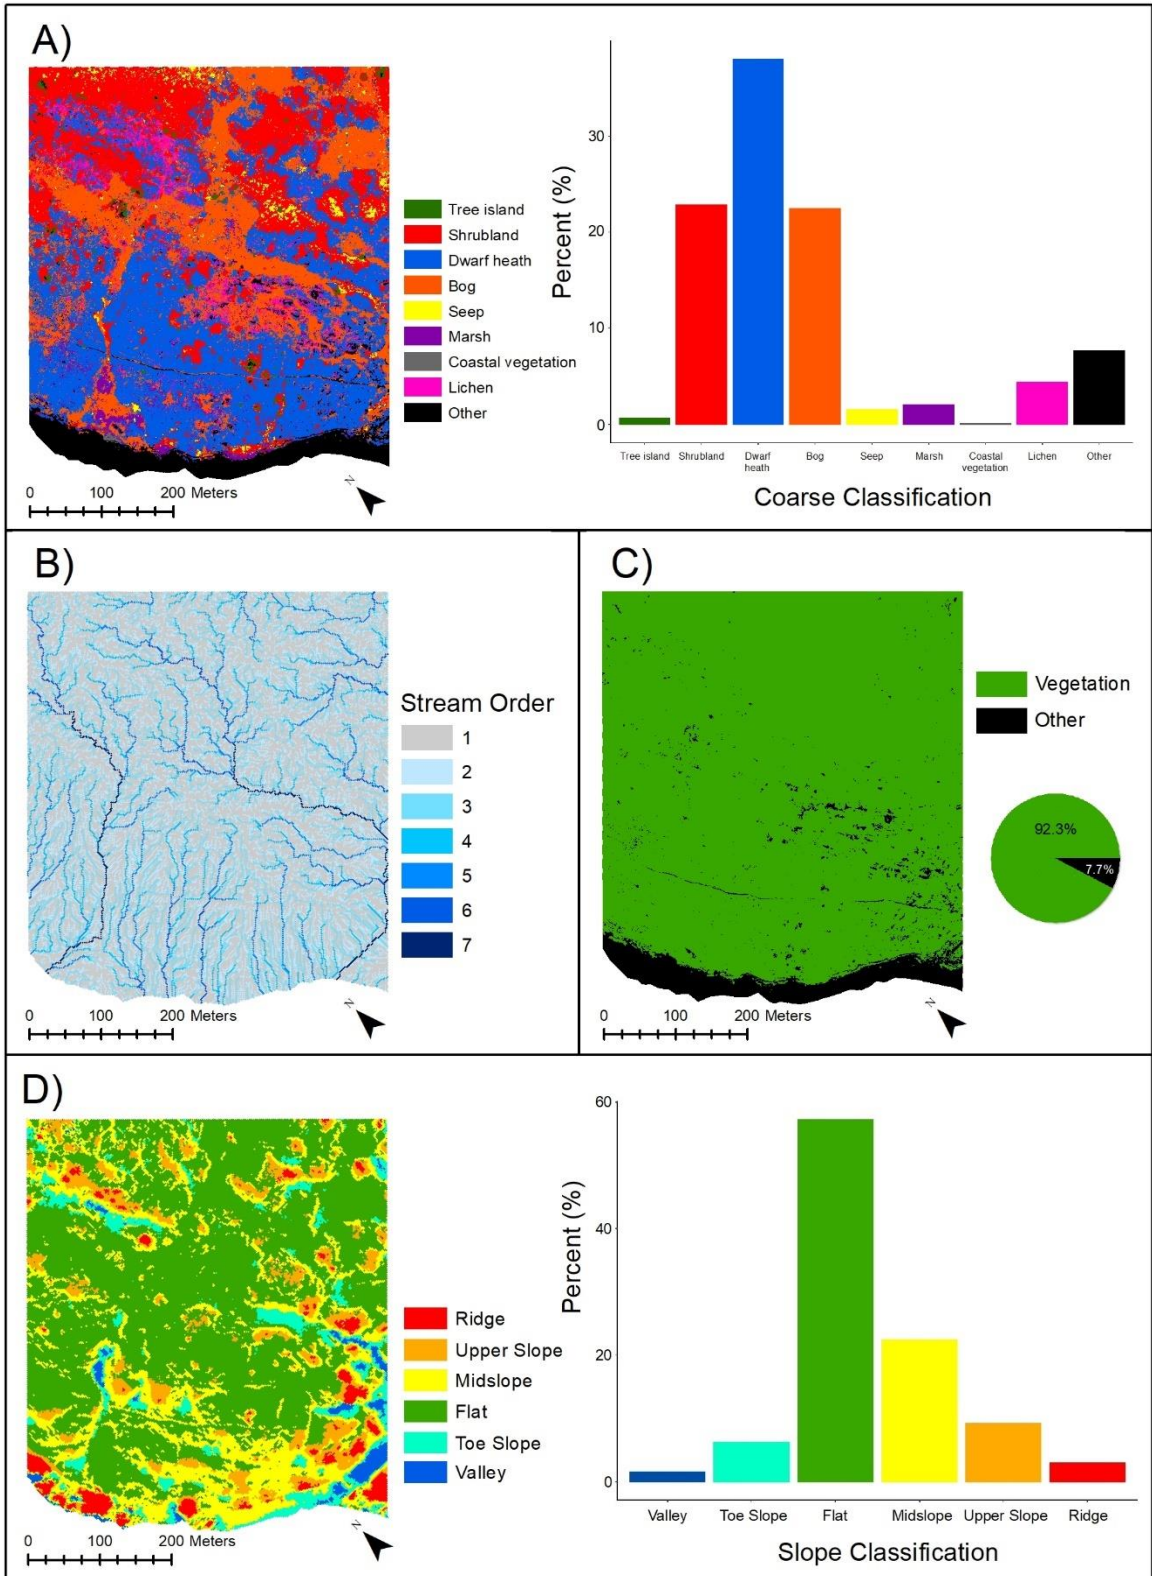 A)
Tree island
Shrubland
Dwarf heath
Bog
Seep
Marsh
Coastal vegetation
Lichen
Other
0 100 200 Meters
N
Percent (%)
30
20
10
0
Tree island Shrubland Dwarf heath Bog Seep Marsh Coastal vegetation Lichen Other
Coarse Classification
B)
Stream Order
1
2
3
4
5
6
7
0 100 200 Meters
N
C)
Vegetation
Other
92.3%
7.7%
0 100 200 Meters
N
D)
Ridge
Upper Slope
Midslope
Flat
Toe Slope
Valley
0 100 200 Meters
N
Percent (%)
60
40
20
0
Valley Toe Slope Flat Midslope Upper Slope Ridge
Slope Classification